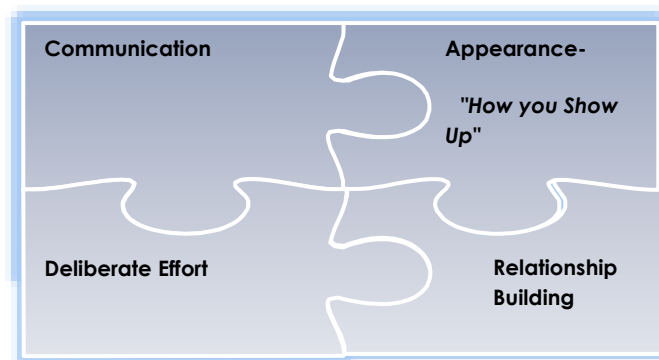 Communication
Appearance-
"How you Show
Up"
Deliberate Effort
Relationship
Building